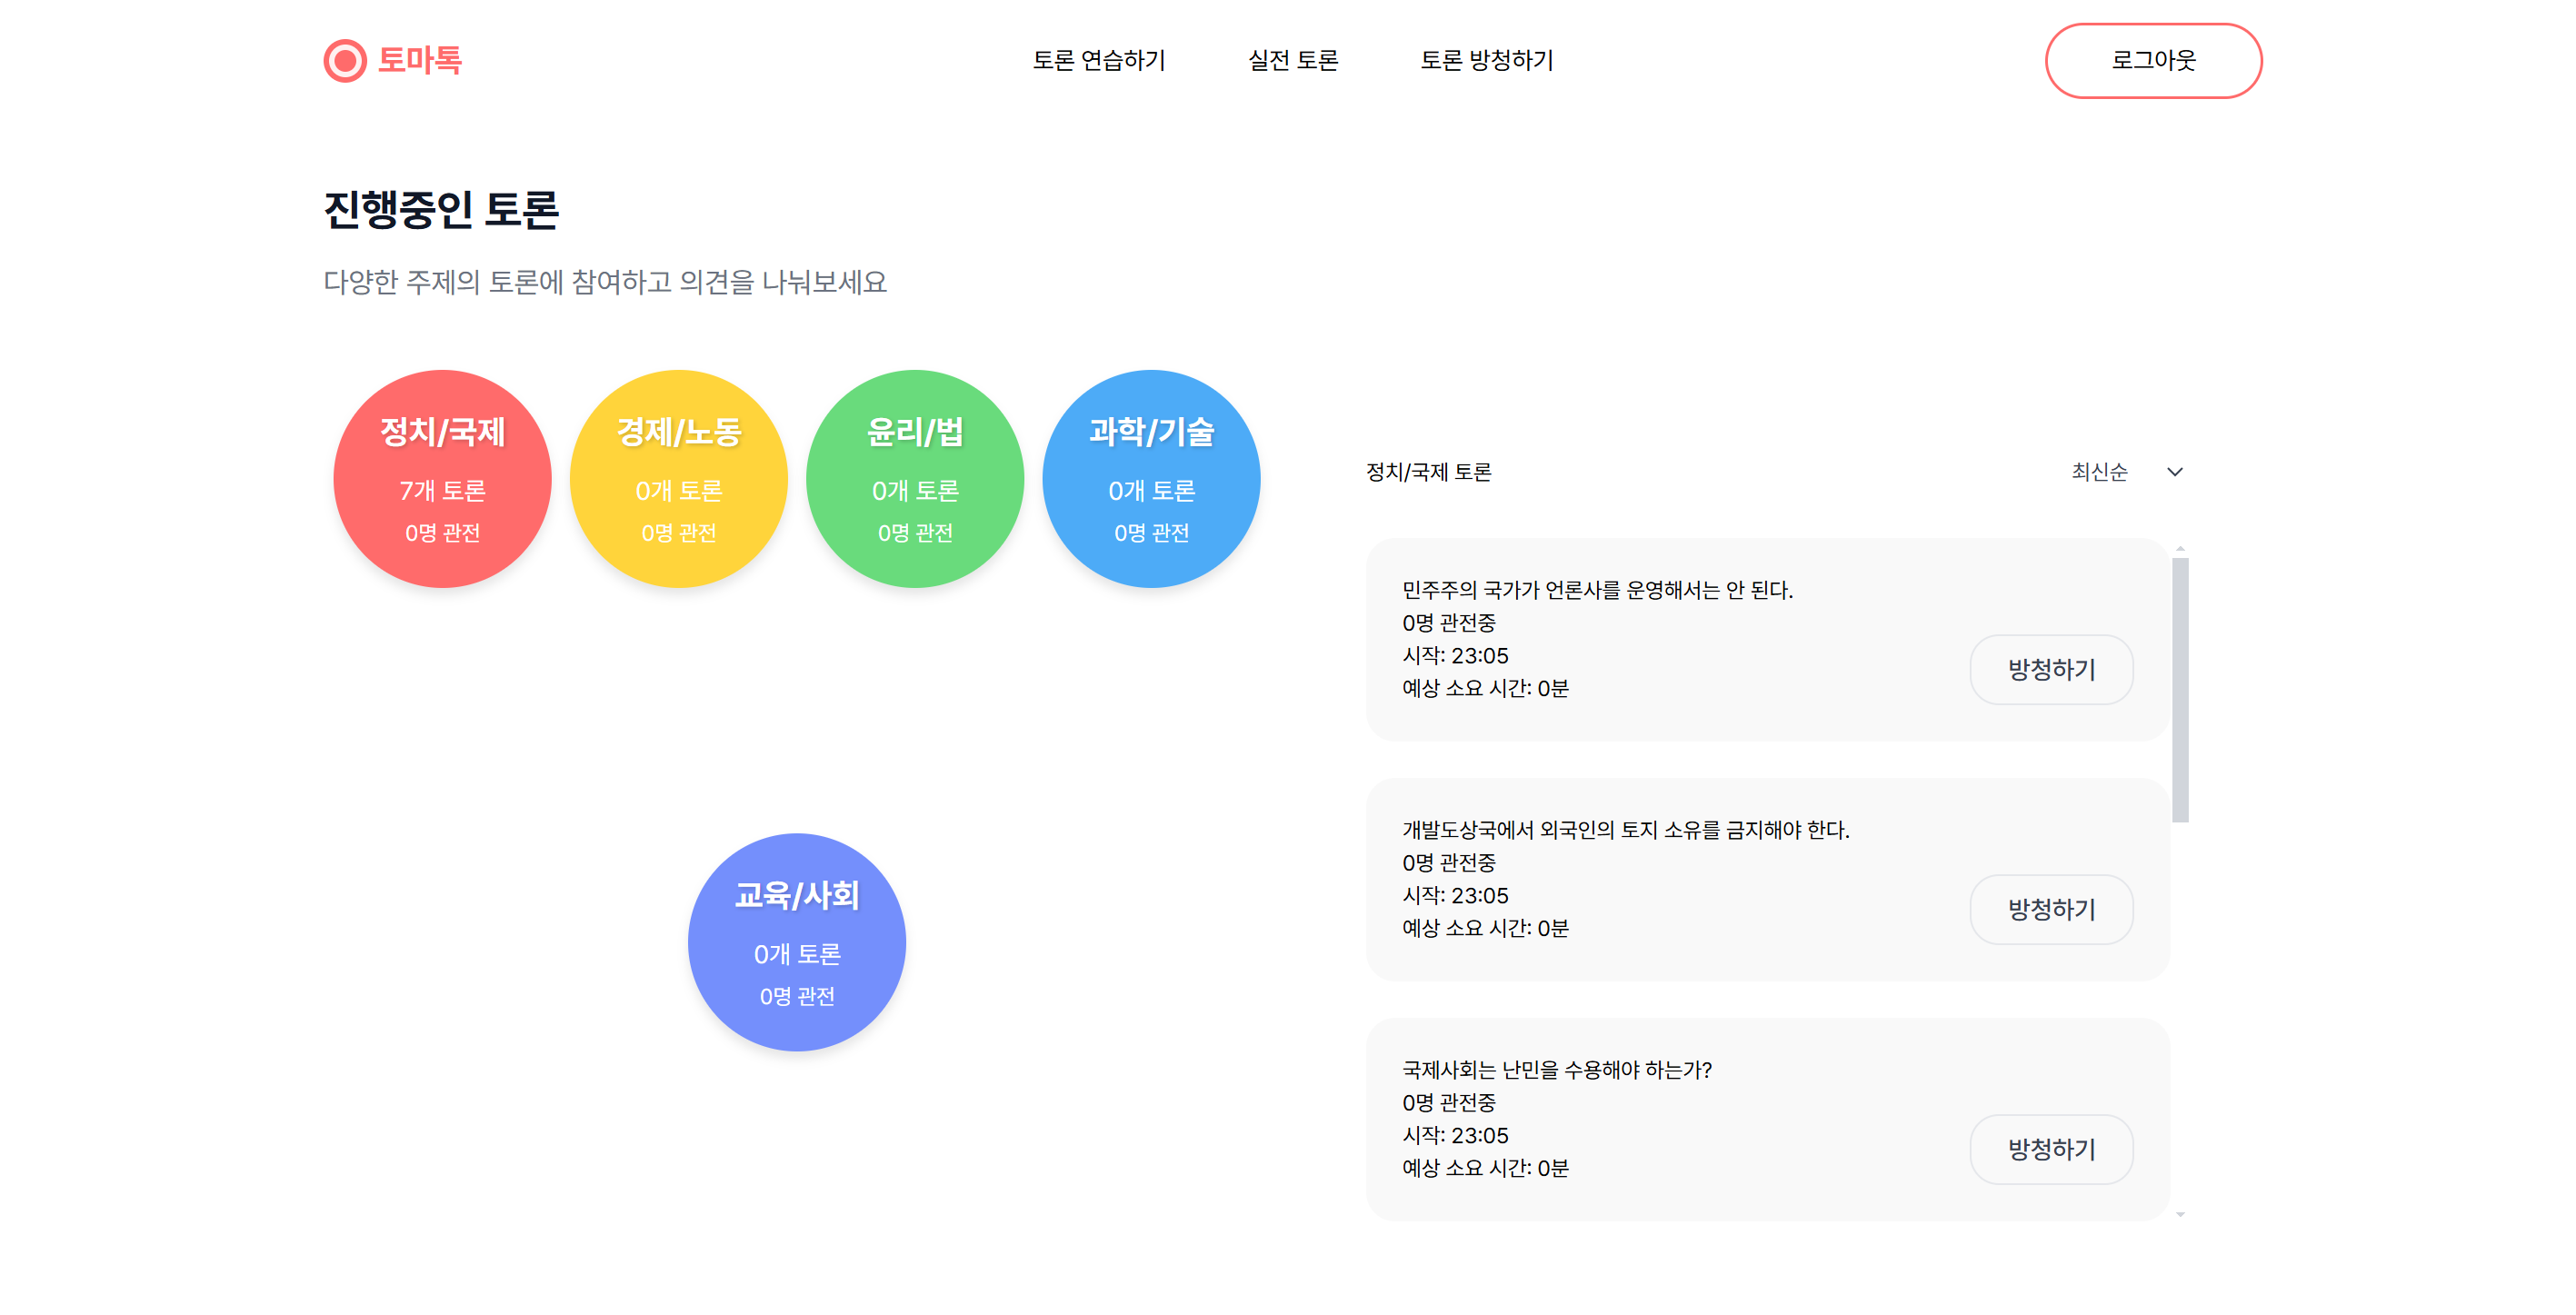 토마톡
토론 연습하기
실전 토론
토론 방청하기
로그아웃
진행중인 토론
다양한 주제의 토론에 참여하고 의견을 나눠보세요
정치/국제
7개 토론
0명 관전
경제/노동
0개 토론
0명 관전
윤리/법
0개 토론
0명 관전
과학/기술
0개 토론
0명 관전
교육/사회
0개 토론
0명 관전
정치/국제 토론
최신순
민주주의 국가가 언론사를 운영해서는 안 된다.
0명 관전중
시작: 23:05
예상 소요 시간: 0분
방청하기
개발도상국에서 외국인의 토지 소유를 금지해야 한다.
0명 관전중
시작: 23:05
예상 소요 시간: 0분
방청하기
국제사회는 난민을 수용해야 하는가?
0명 관전중
시작: 23:05
예상 소요 시간: 0분
방청하기